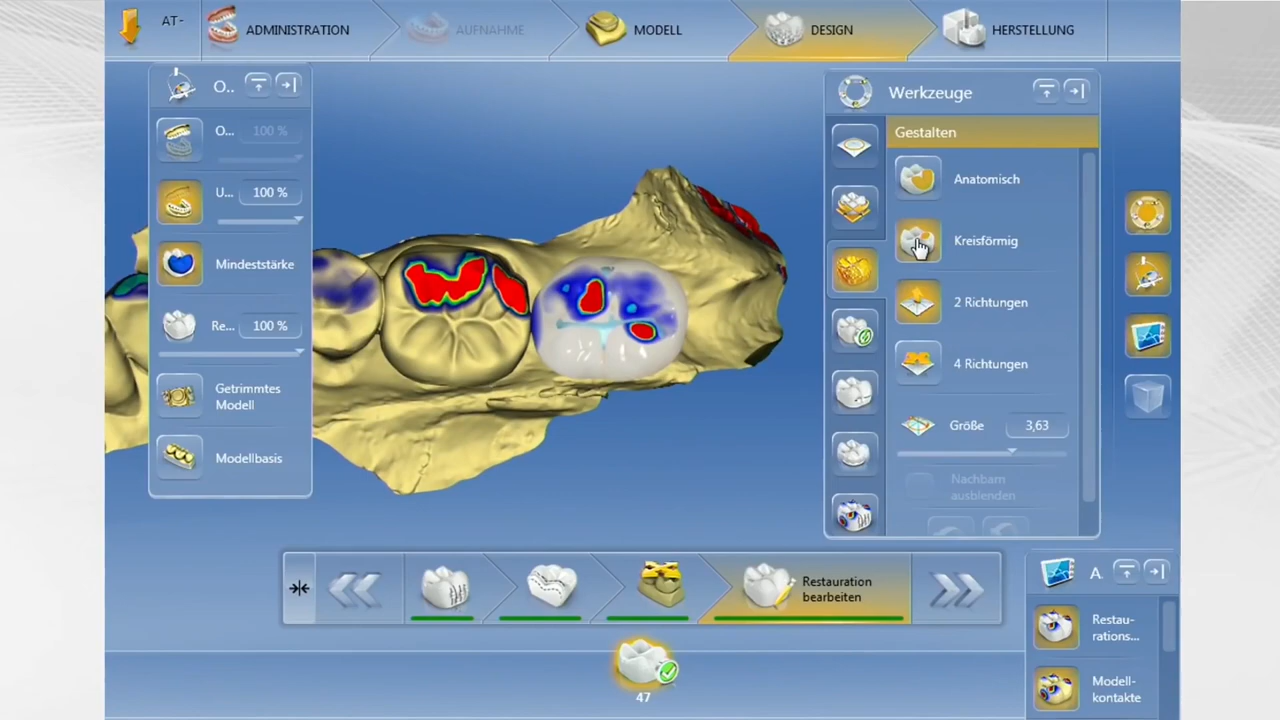 AT-
ADMINISTRATION
AUFNAHME
MODELL
DESIGN
HERSTELLUNG
O..
O... 100 %
U... 100 %
Mindeststärke
Re... 100 %
Getrimmtes
Modell
Modellbasis
Werkzeuge
Gestalten
Anatomisch
Kreisförmig
2 Richtungen
4 Richtungen
Größe 3,63
Nachbarn
ausblenden
Restauration
bearbeiten
47
A.
Restau-
rations...
Modell-
kontakte